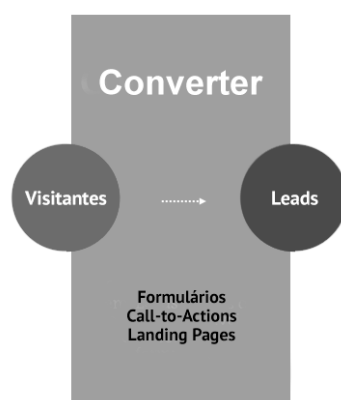 Converter
Visitantes
Leads
Formulários
Call-to-Actions
Landing Pages